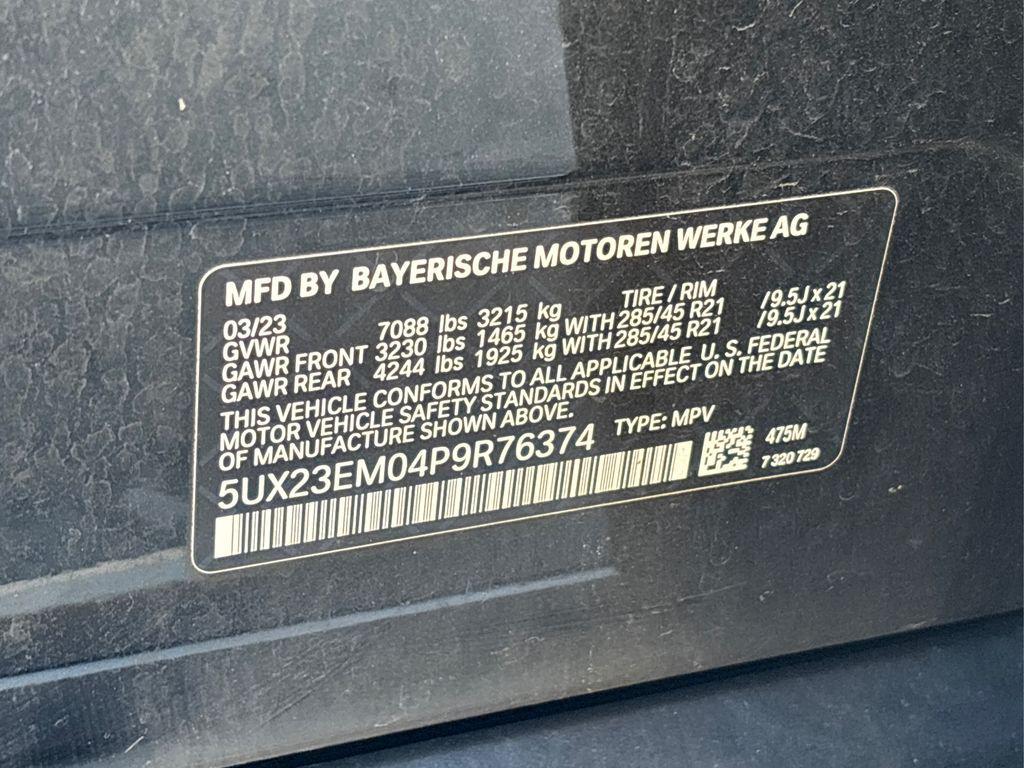 MFD BY BAYERISCHE MOTOREN WERKE AG
03/23 TIRE / RIM
GVWR 7088 lbs 3215 kg
GAWR FRONT 3230 lbs 1465 kg WITH 285/45 R21 / 9.5J x 21
GAWR REAR 4244 lbs 1925 kg WITH 285/45 R21 / 9.5J x 21
THIS VEHICLE CONFORMS TO ALL APPLICABLE U. S. FEDERAL
MOTOR VEHICLE SAFETY STANDARDS IN EFFECT ON THE DATE
OF MANUFACTURE SHOWN ABOVE.
5UX23EM04P9R76374 TYPE: MPV
475M
7 320 729